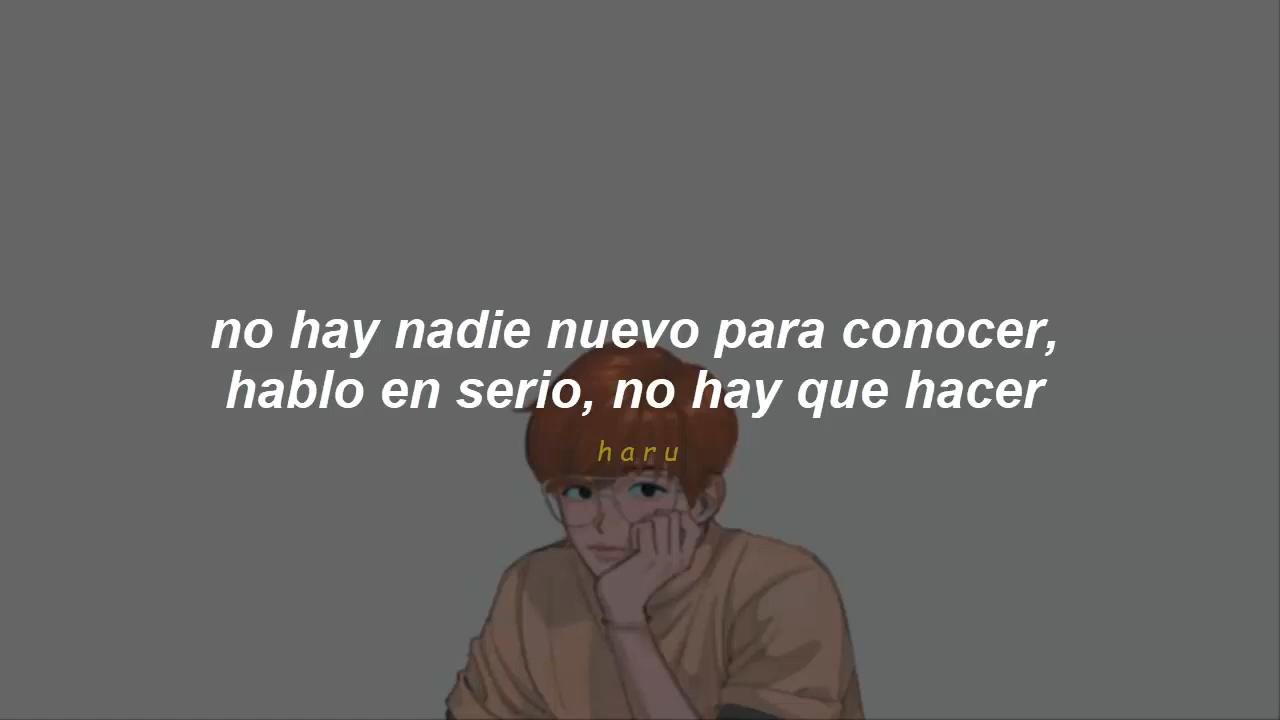 no hay nadie nuevo para conocer,
hablo en serio, no hay que hacer
haru